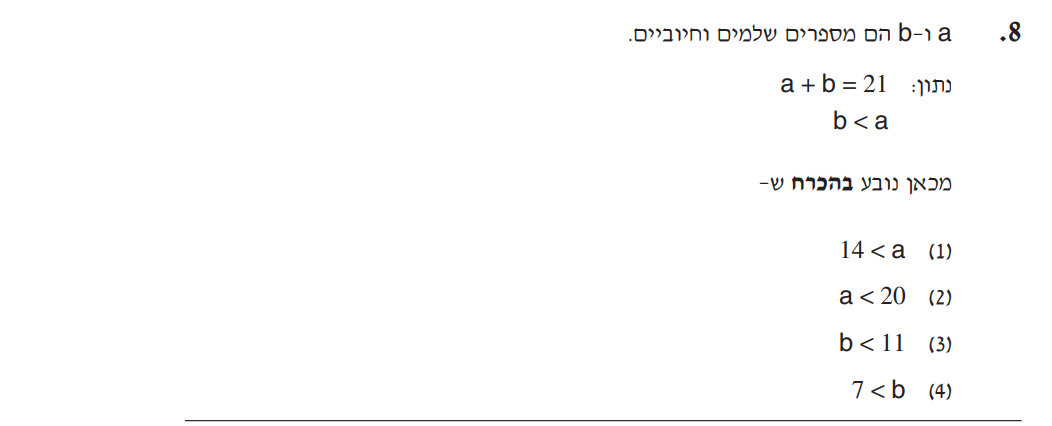 8. a ו-b הם מספרים שלמים וחיוביים.
נתון: a + b = 21
b < a
מכאן נובע בהכרח ש-
(1) 14 < a
(2) a < 20
(3) b < 11
(4) 7 < b